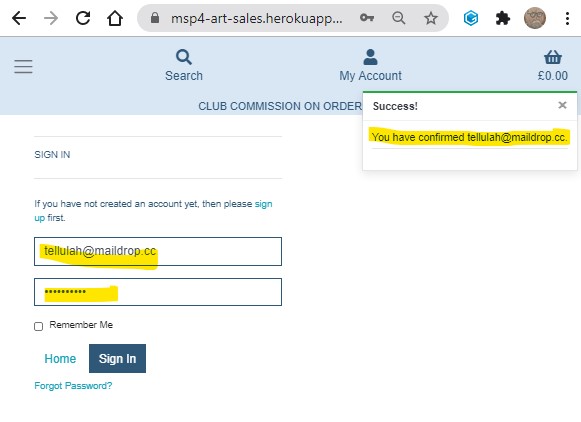 msp4-art-sales.herokuapp...
Search
My Account
£0.00
CLUB COMMISSION ON ORDER
Success!
×
You have confirmed tellulah@maildrop.cc.
SIGN IN
If you have not created an account yet, then please sign
up first.
tellulah@maildrop.cc
••••••••••
Remember Me
Home
Sign In
Forgot Password?